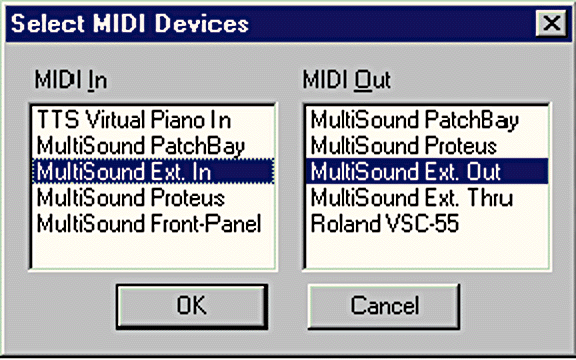 Select MIDI Devices
MIDI In
TTS Virtual Piano In
MultiSound PatchBay
MultiSound Ext. In
MultiSound Proteus
MultiSound Front-Panel
MIDI Out
MultiSound PatchBay
MultiSound Proteus
MultiSound Ext. Out
MultiSound Ext. Thru
Roland VSC-55
OK
Cancel